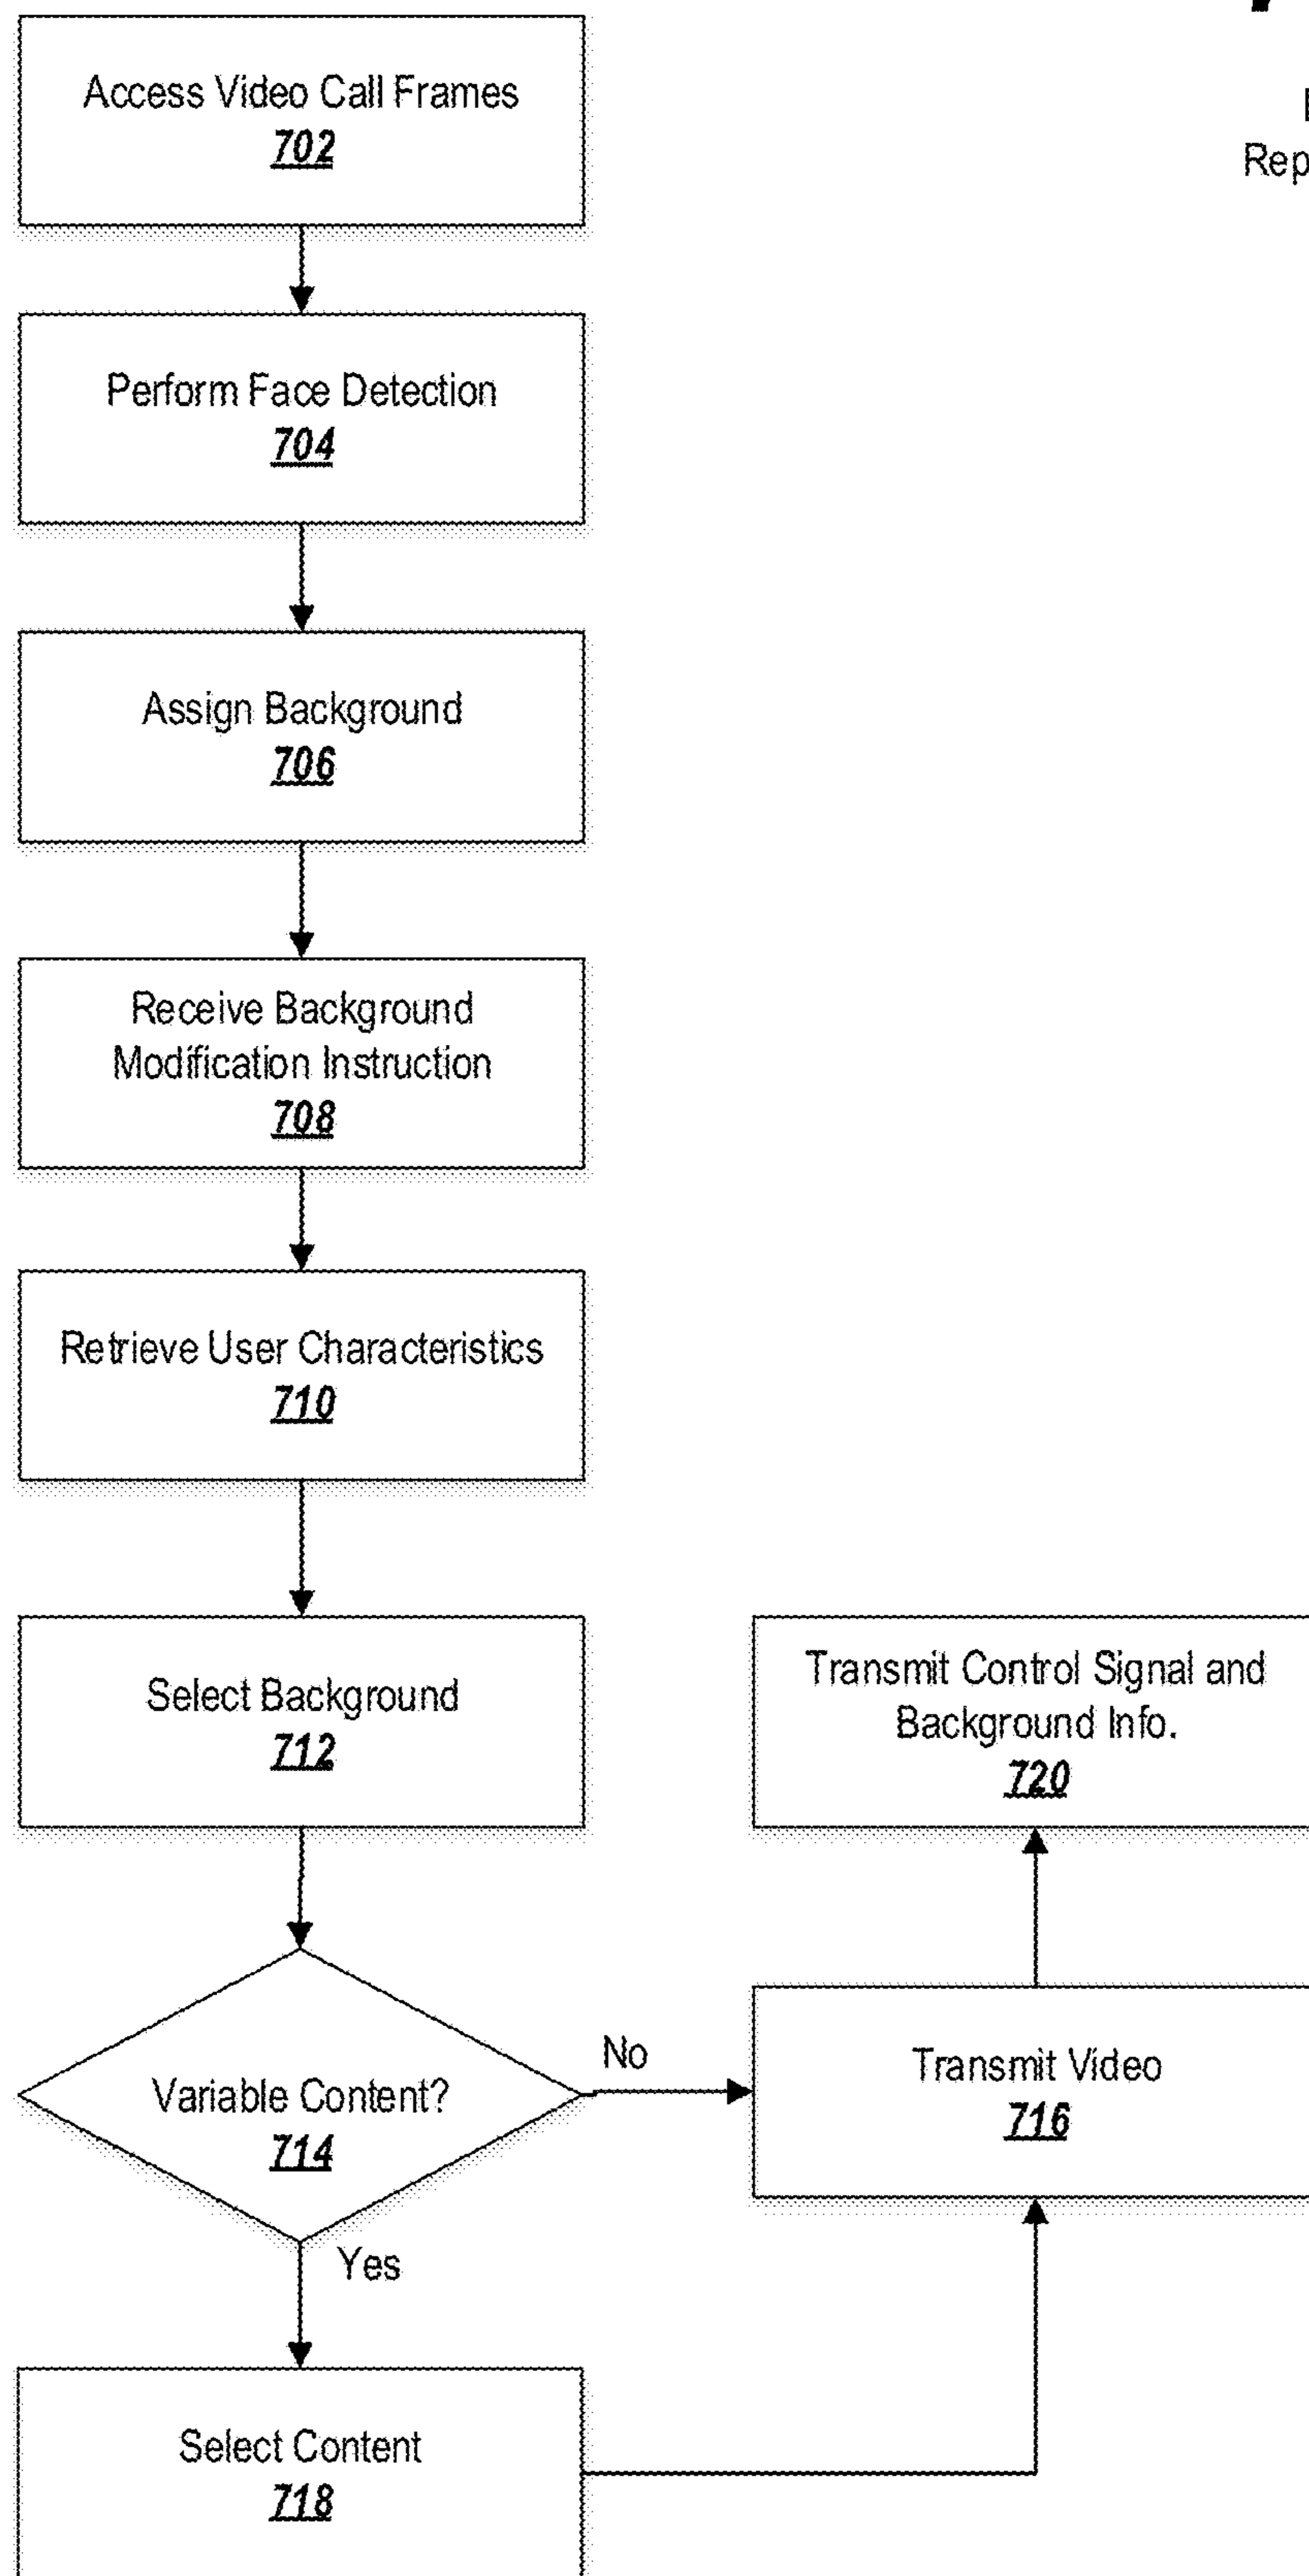 Access Video Call Frames
702
Perform Face Detection
704
Assign Background
706
Receive Background
Modification Instruction
708
Retrieve User Characteristics
710
Select Background
712
Transmit Control Signal and
Background Info.
720
Variable Content?
714
No
Transmit Video
716
Yes
Select Content
718